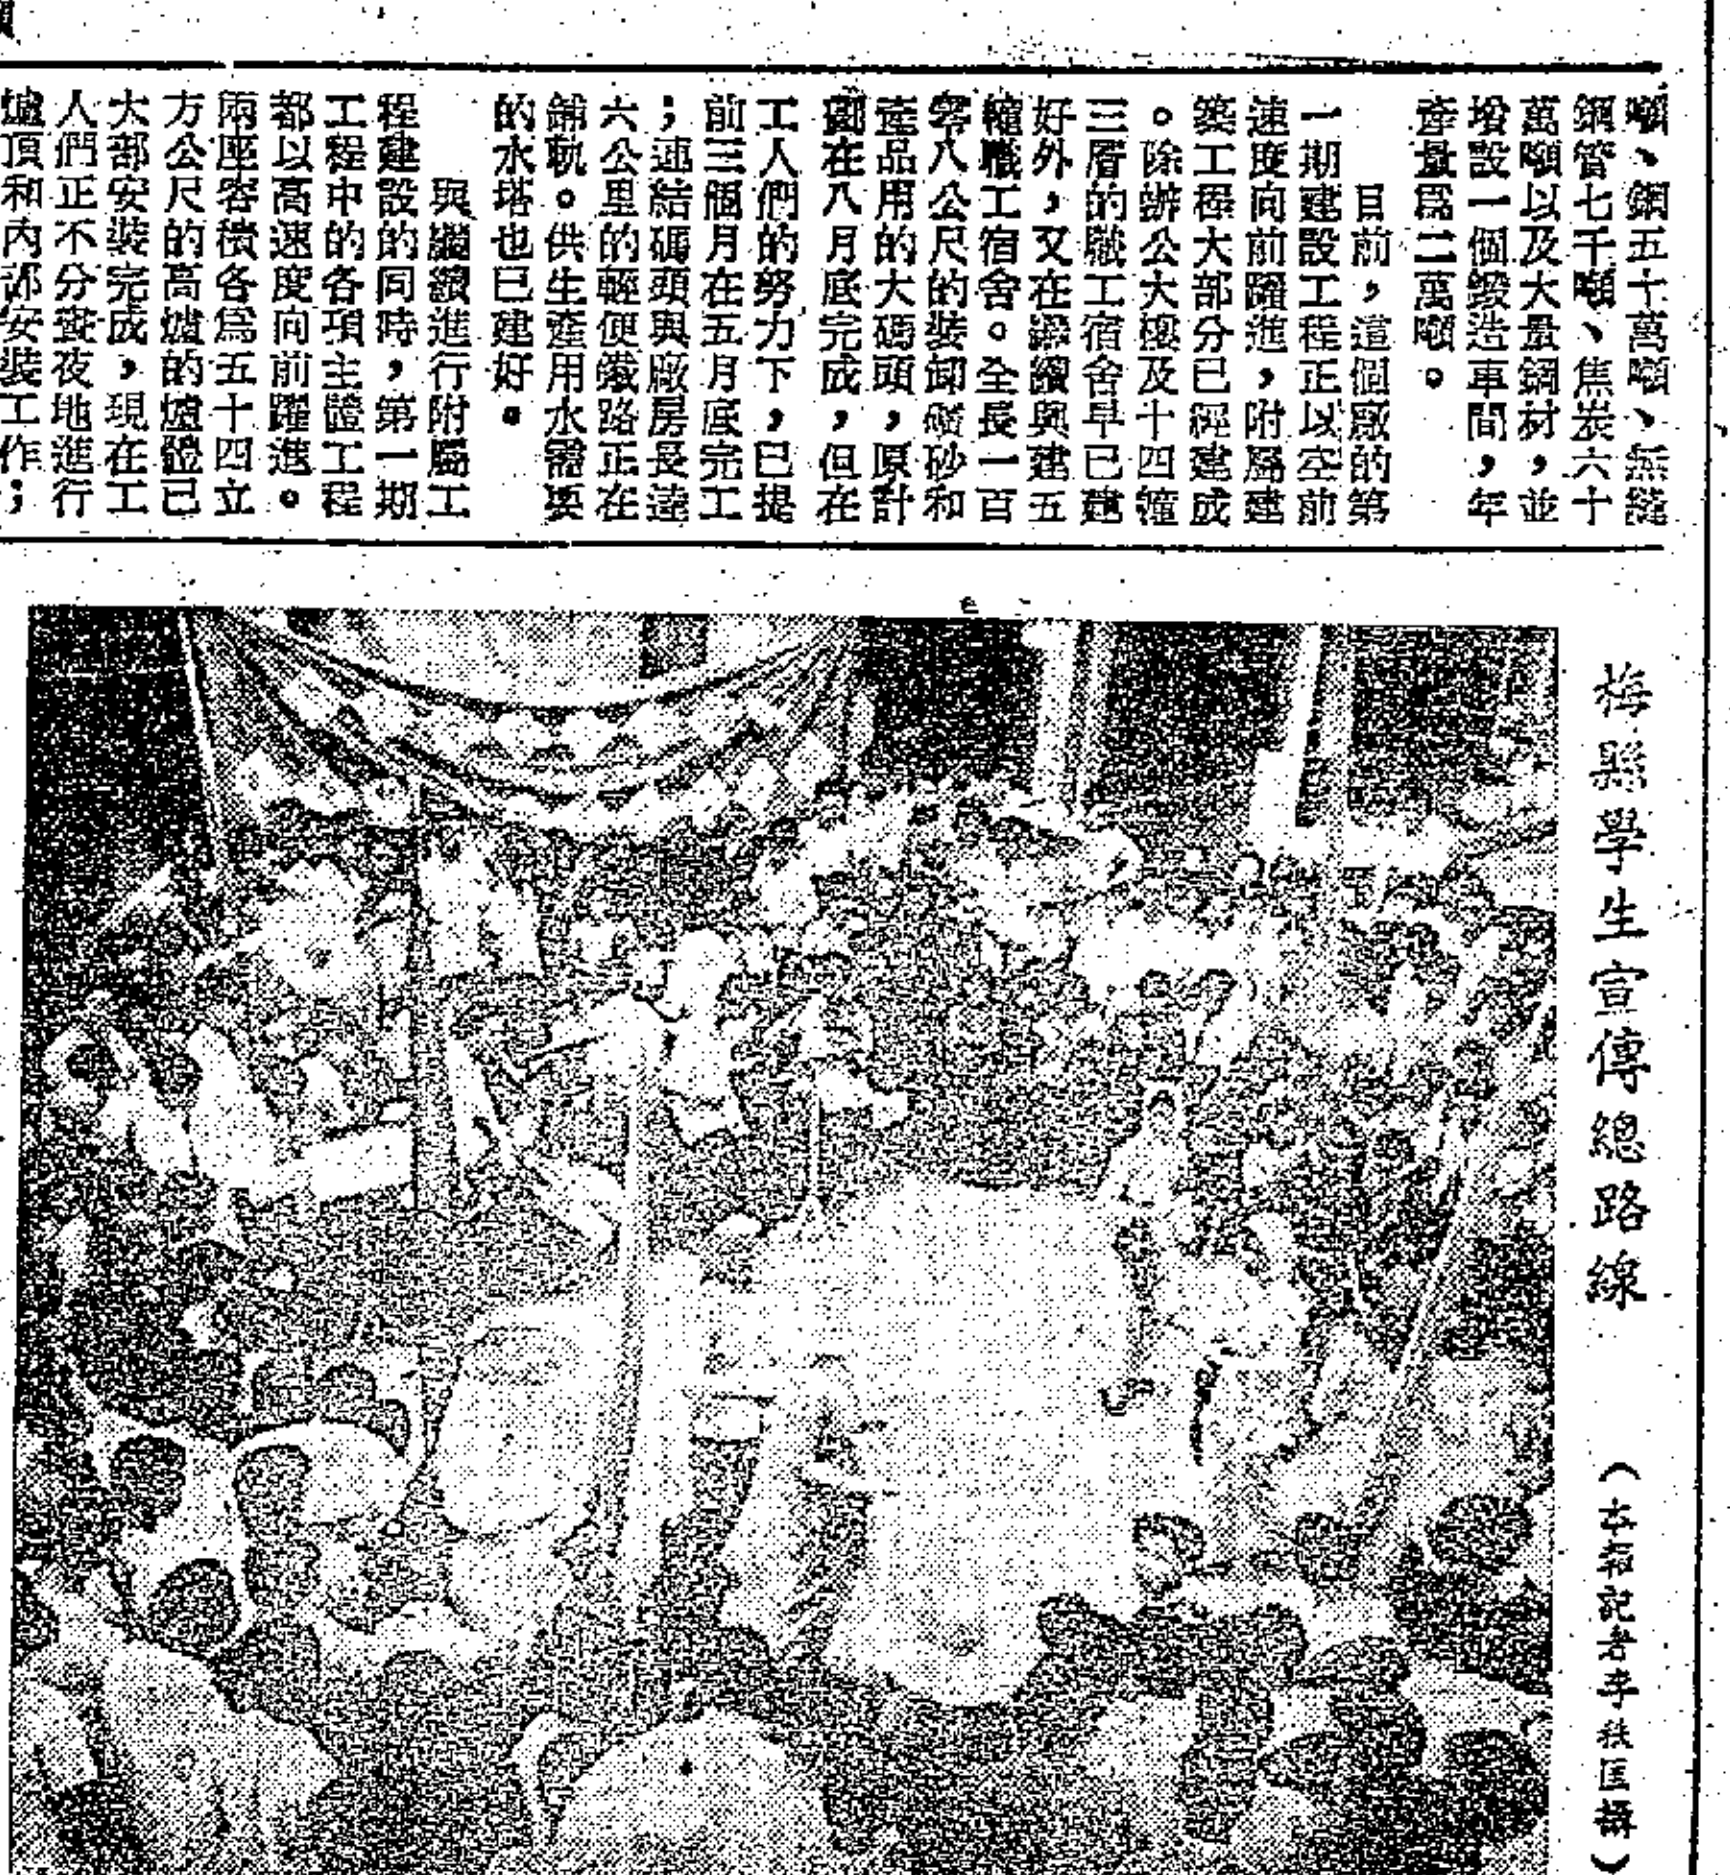 噸、鋼五十萬噸、無縫
鋼管七千噸、焦炭六十
萬噸以及大量鋼材，並
增設一個鍛造車間，年
產量爲二萬噸。
目前，這個廠的第
一期建設工程正以空前
速度向前躍進，附屬建
築工程大部分已經建成
。除辦公大樓及十四幢
三層的職工宿舍早已建
好外，又在繼續興建五
幢職工宿舍。全長一百
零八公尺的裝卸礦砂和
產品用的大碼頭，原計
劃在八月底完成，但在
工人們的努力下，已提
前三個月在五月底完工
；連結碼頭與廠房長達
六公里的輕便鐵路正在
鋪軌。供生產用水需要
的水塔也已建好。
與繼續進行附屬工
程建設的同時，第一期
工程中的各項主體工程
都以高速度向前躍進。
兩座容積各爲五十四立
方公尺的高爐的爐體已
大部安裝完成，現在工
人們正不分晝夜地進行
爐頂和內部安裝工作；
梅縣學生宣傳總路線
（本報記者李秩匡攝）